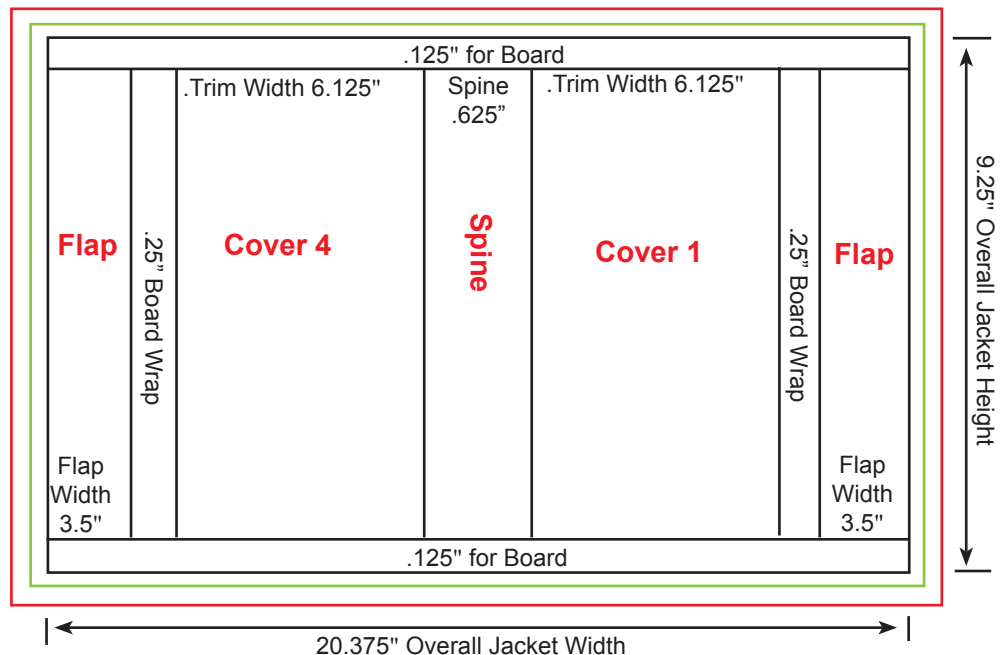 .125" for Board
.Trim Width 6.125"
Spine
.625”
.Trim Width 6.125"
Flap
.25” Board Wrap
Cover 4
Spine
Cover 1
.25” Board Wrap
Flap
9.25" Overall Jacket Height
Flap
Width
3.5"
Flap
Width
3.5"
.125" for Board
20.375" Overall Jacket Width